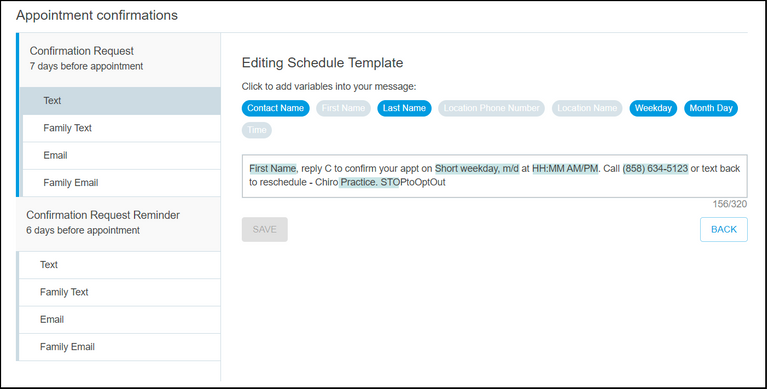 Appointment confirmations
Confirmation Request
7 days before appointment
Text
Family Text
Email
Family Email
Confirmation Request Reminder
6 days before appointment
Text
Family Text
Email
Family Email
Editing Schedule Template
Click to add variables into your message:
Contact Name First Name Last Name Location Phone Number Location Name Weekday Month Day
Time
First Name, reply C to confirm your appt on Short weekday, m/d at HH:MM AM/PM. Call (858) 634-5123 or text back
to reschedule - Chiro Practice. STOPtoOptOut
156/320
SAVE BACK